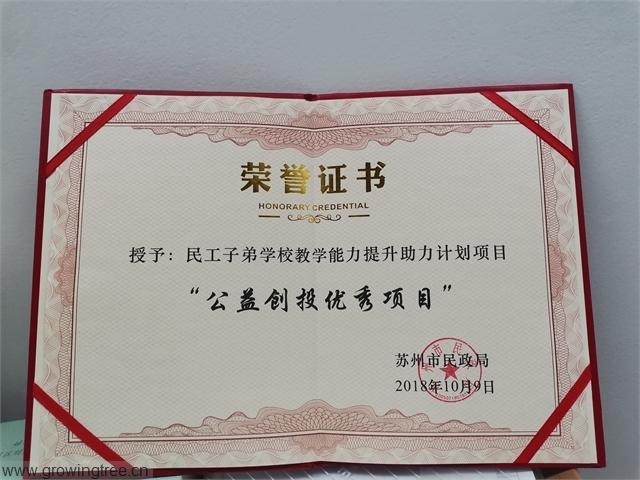 荣誉证书
HONORARY CREDENTIAL
授予：民工子弟学校教学能力提升助力计划项目
“公益创投优秀项目”
苏州市民政局
2018年10月9日
www.growingtree.cn